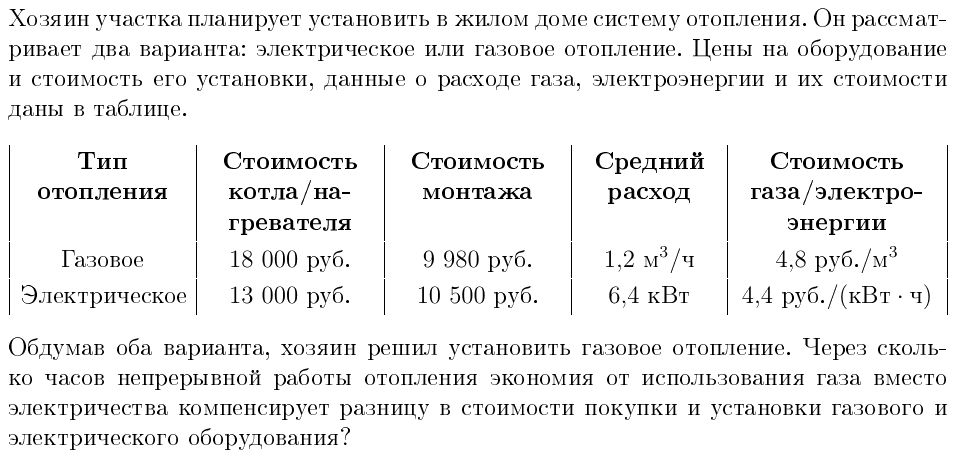 Хозяин участка планирует установить в жилом доме систему отопления. Он рассмат-
ривает два варианта: электрическое или газовое отопление. Цены на оборудование
и стоимость его установки, данные о расходе газа, электроэнергии и их стоимости
даны в таблице.
Тип отопления | Стоимость котла/на-гревателя | Стоимость монтажа | Средний расход | Стоимость газа/электро-энергии
Газовое | 18 000 руб. | 9 980 руб. | 1,2 м³/ч | 4,8 руб./м³
Электрическое | 13 000 руб. | 10 500 руб. | 6,4 кВт | 4,4 руб./(кВт · ч)
Обдумав оба варианта, хозяин решил установить газовое отопление. Через сколь-
ко часов непрерывной работы отопления экономия от использования газа вместо
электричества компенсирует разницу в стоимости покупки и установки газового и
электрического оборудования?